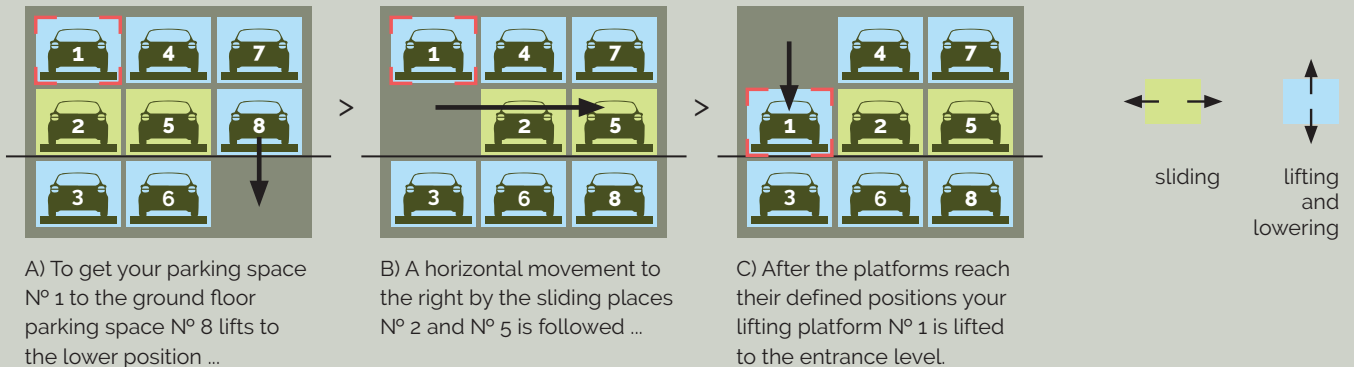 1 4 7
2 5 8
3 6
>
1 4 7
2 5
3 6 8
>
4 7
1 2 5
3 6 8
sliding
lifting
and
lowering
A) To get your parking space
Nº 1 to the ground floor
parking space Nº 8 lifts to
the lower position ...
B) A horizontal movement to
the right by the sliding places
Nº 2 and Nº 5 is followed ...
C) After the platforms reach
their defined positions your
lifting platform Nº 1 is lifted
to the entrance level.